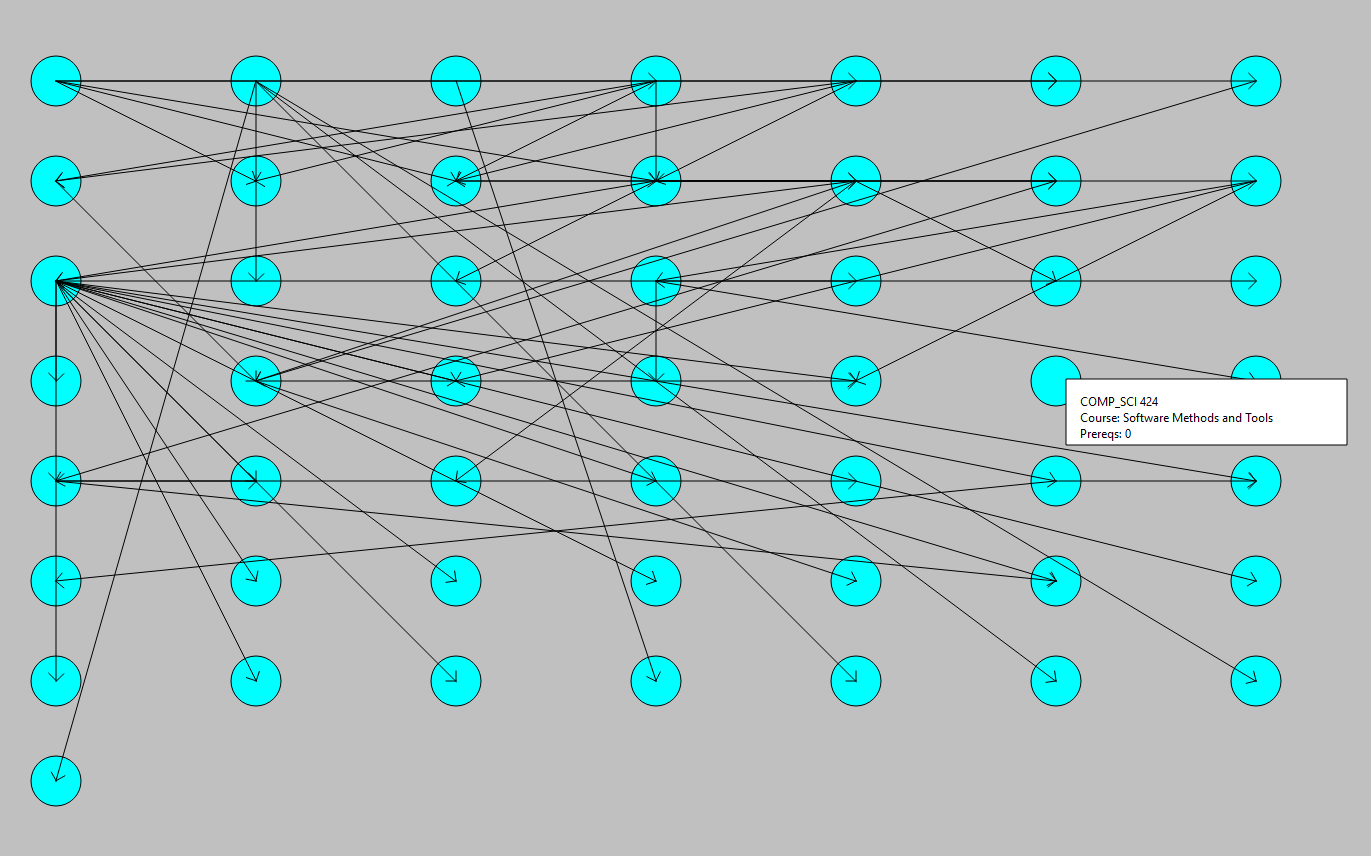 COMP_SCI 424
Course: Software Methods and Tools
Prereqs: 0